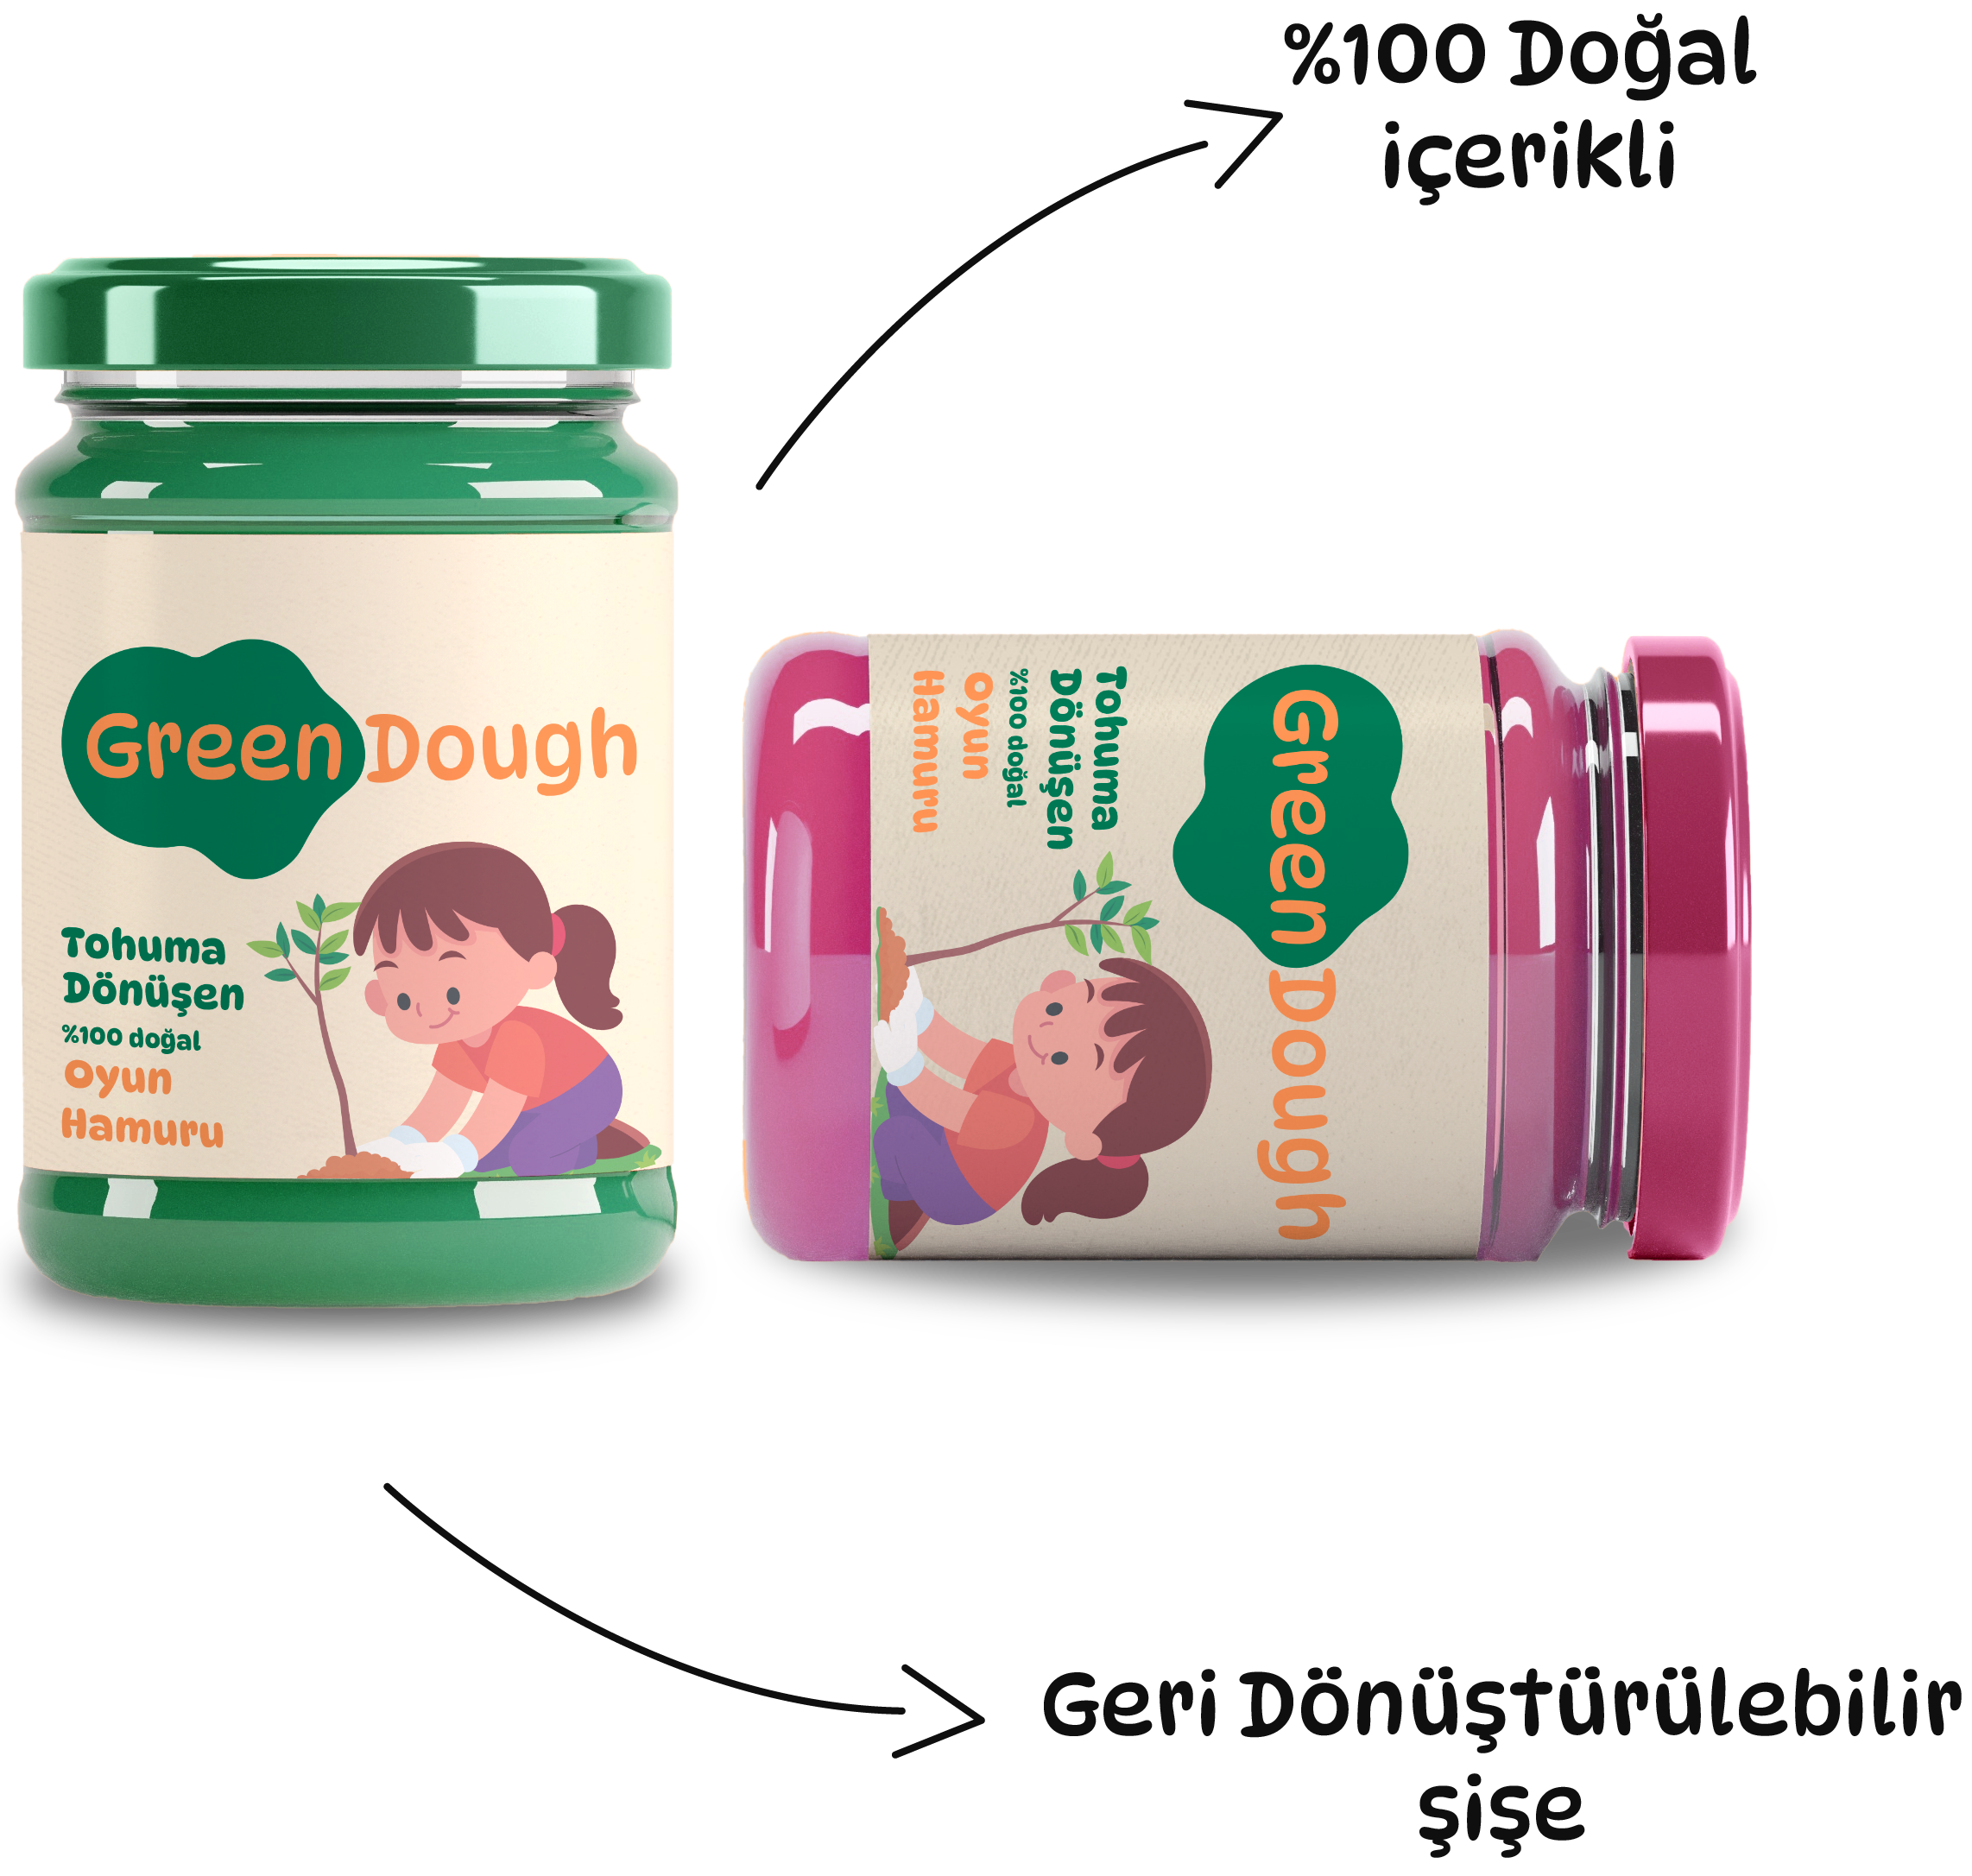 %100 Doğal
içerikli
Green Dough
Tohuma
Dönüşen
%100 doğal
Oyun
Hamuru
Green Dough
Tohuma
Dönüşen
%100 doğal
Oyun
Hamuru
Geri Dönüştürülebilir
şişe